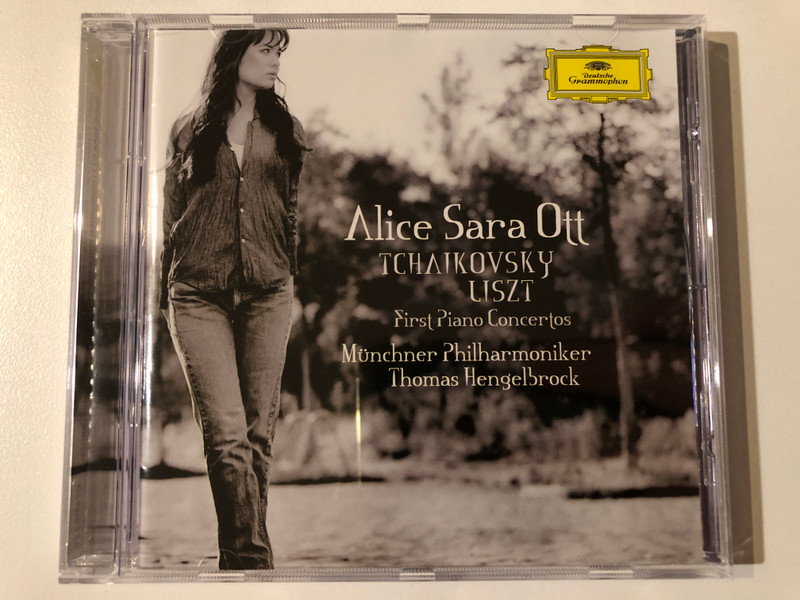 Deutsche
Grammophon
Alice Sara Ott
TCHAIKOVSKY
LISZT
First Piano Concertos
Münchner Philharmoniker
Thomas Hengelbrock